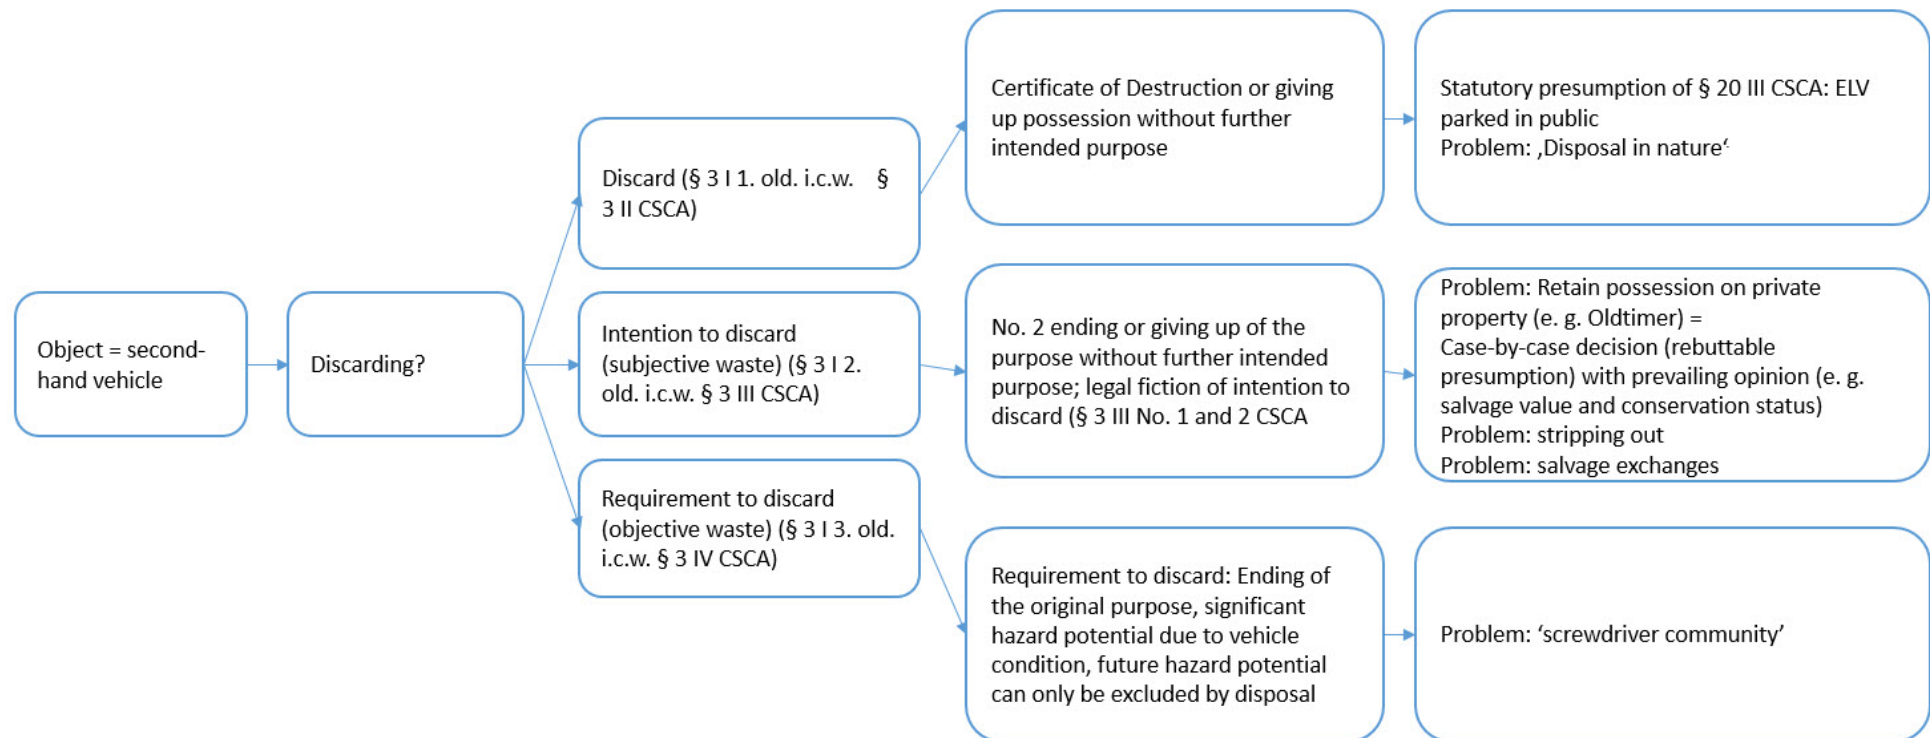 Object = second-
hand vehicle
Discarding?
Discard (§ 3 I 1. old. i.c.w. §
3 II CSCA)
Intention to discard
(subjective waste) (§ 3 I 2.
old. i.c.w. § 3 III CSCA)
Requirement to discard
(objective waste) (§ 3 I 3. old.
i.c.w. § 3 IV CSCA)
Certificate of Destruction or giving
up possession without further
intended purpose
No. 2 ending or giving up of the
purpose without further intended
purpose; legal fiction of intention to
discard (§ 3 III No. 1 and 2 CSCA
Requirement to discard: Ending of
the original purpose, significant
hazard potential due to vehicle
condition, future hazard potential
can only be excluded by disposal
Statutory presumption of § 20 III CSCA: ELV
parked in public
Problem: ‚Disposal in nature‘
Problem: Retain possession on private
property (e. g. Oldtimer) =
Case-by-case decision (rebuttable
presumption) with prevailing opinion (e. g.
salvage value and conservation status)
Problem: stripping out
Problem: salvage exchanges
Problem: ‘screwdriver community’